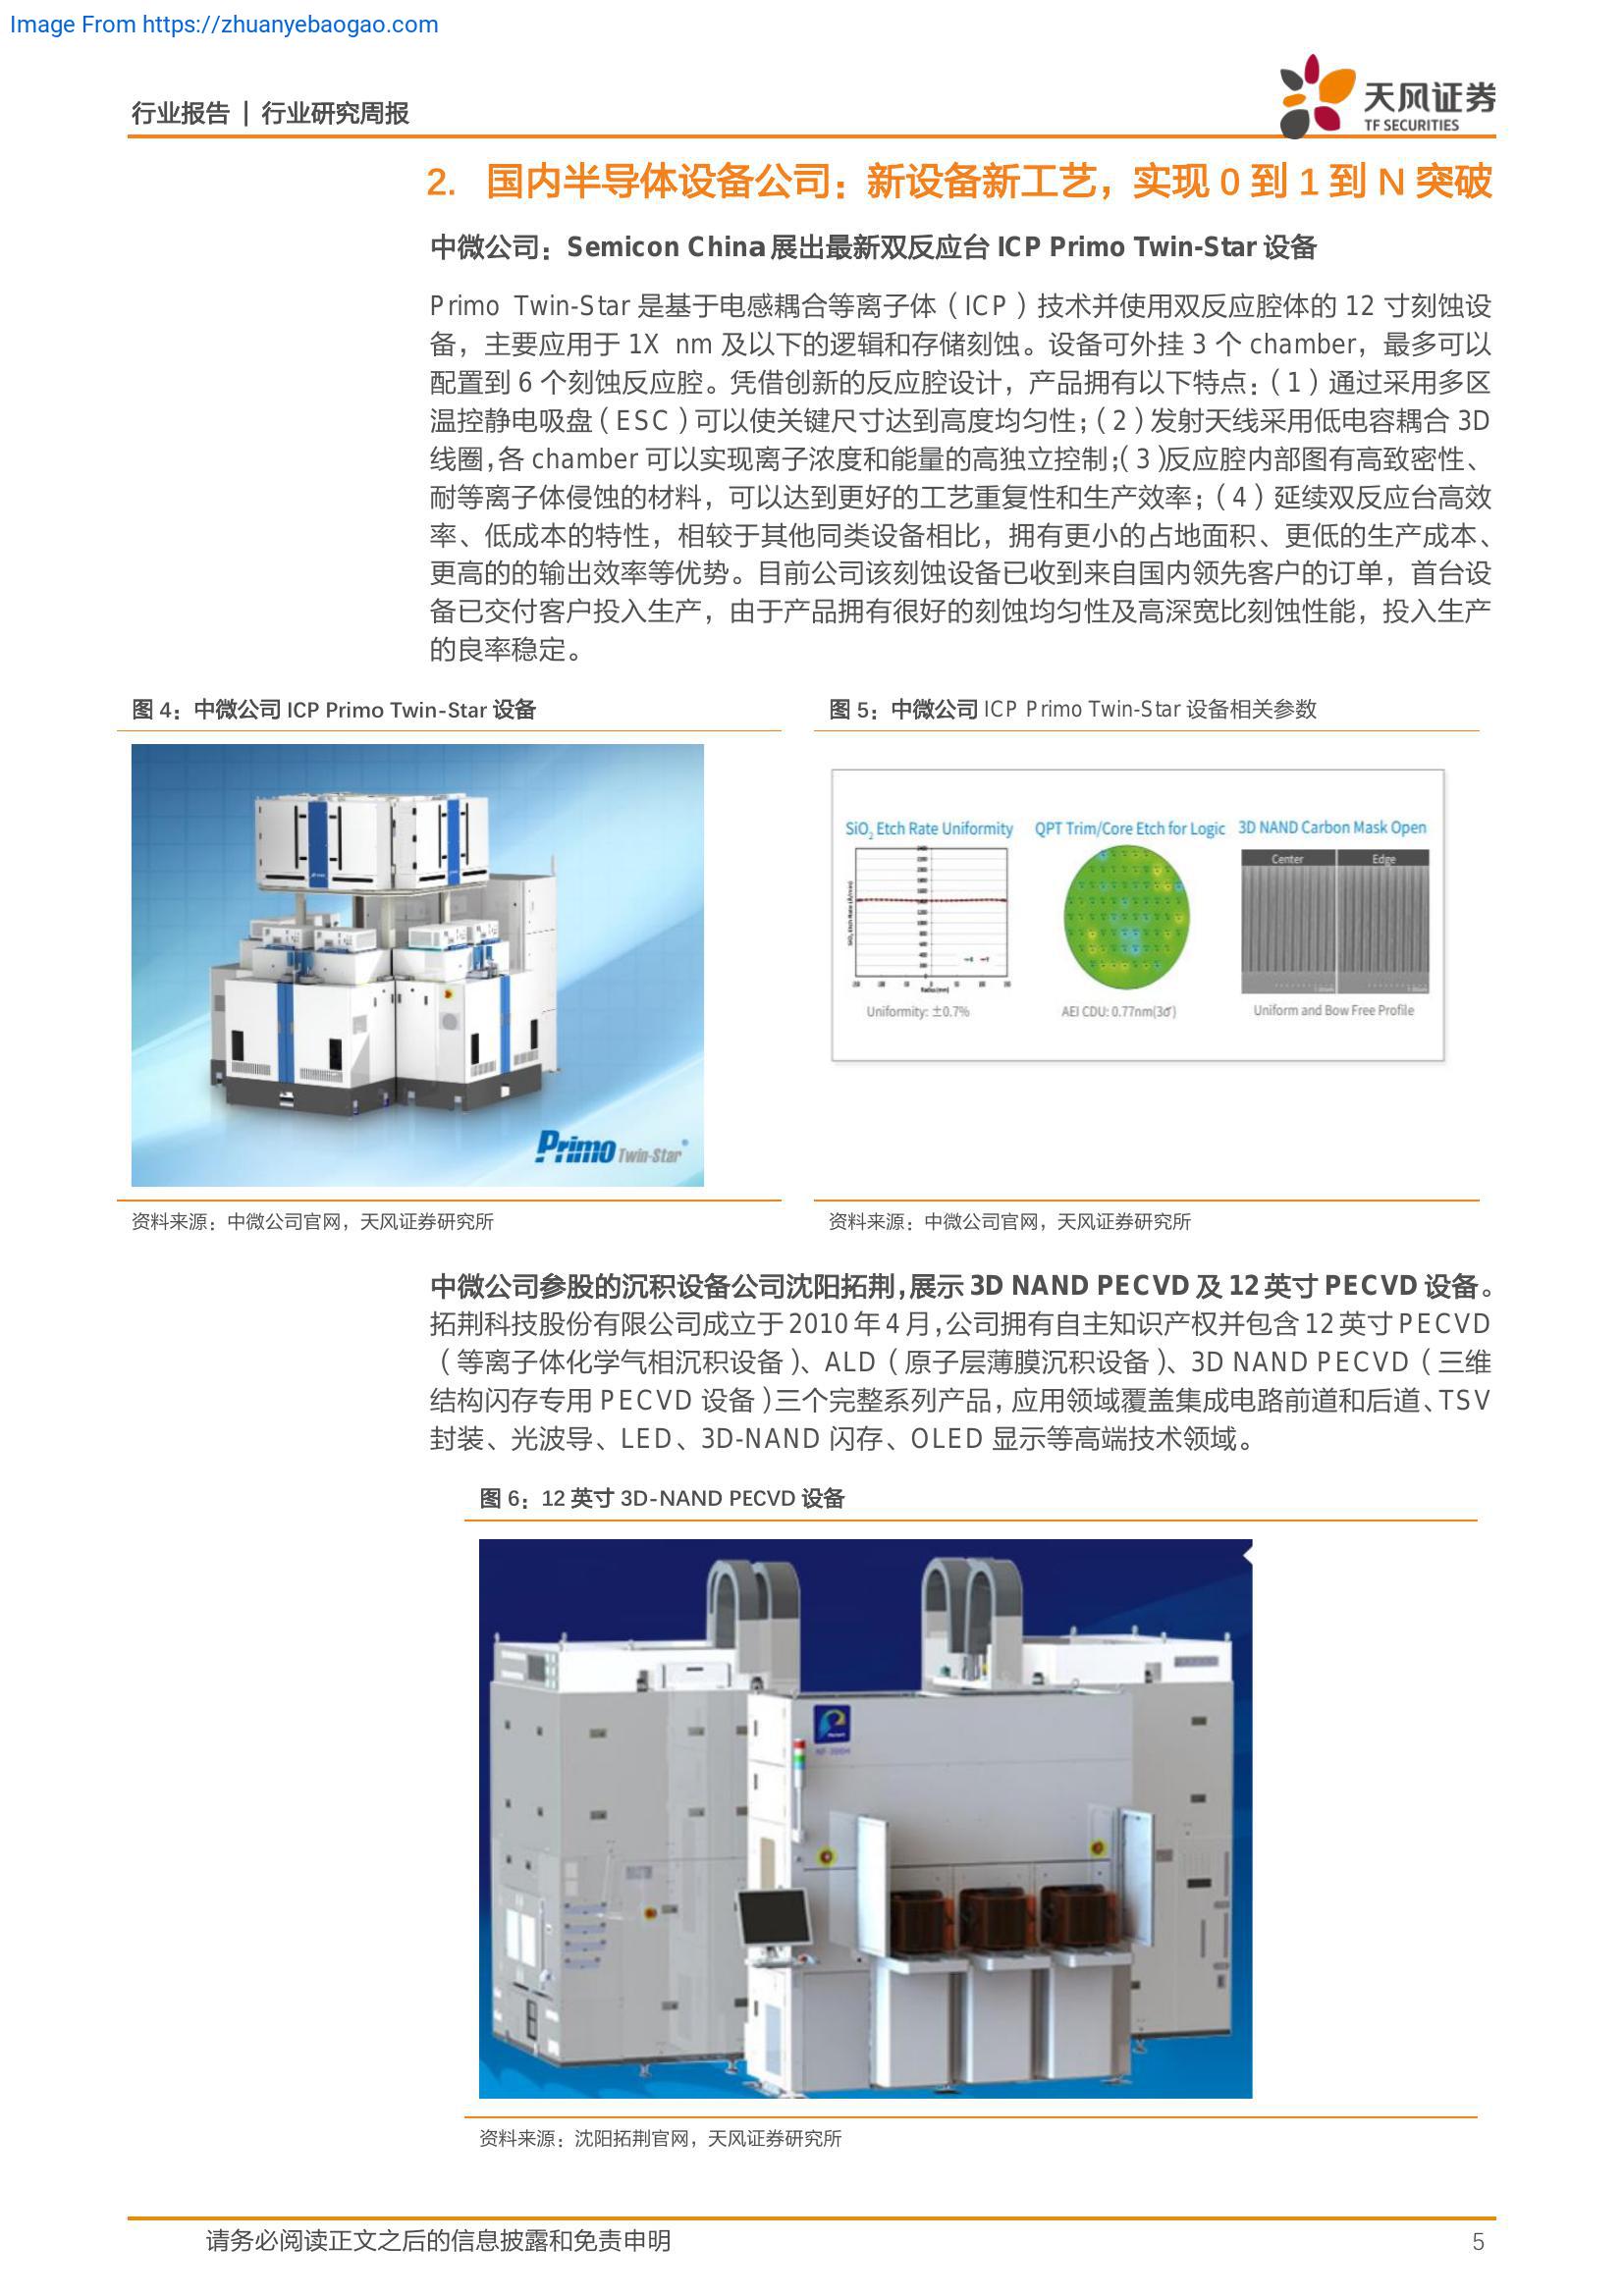 Image From https://zhuanyebaogao.com
行业报告 | 行业研究周报
天风证券
TF SECURITIES
2. 国内半导体设备公司：新设备新工艺，实现 0 到 1 到 N 突破
中微公司：Semicon China 展出最新双反应台 ICP Primo Twin-Star 设备
Primo Twin-Star 是基于电感耦合等离子体（ICP）技术并使用双反应腔体的 12 寸刻蚀设
备，主要应用于 1X nm 及以下的逻辑和存储刻蚀。设备可外挂 3 个 chamber，最多可以
配置到 6 个刻蚀反应腔。凭借创新的反应腔设计，产品拥有以下特点：（1）通过采用多区
温控静电吸盘（ESC）可以使关键尺寸达到高度均匀性；（2）发射天线采用低电容耦合 3D
线圈，各 chamber 可以实现离子浓度和能量的高独立控制；（3）反应腔内部图有高致密性、
耐等离子体侵蚀的材料，可以达到更好的工艺重复性和生产效率；（4）延续双反应台高效
率、低成本的特性，相较于其他同类设备相比，拥有更小的占地面积、更低的生产成本、
更高的的输出效率等优势。目前公司该刻蚀设备已收到来自国内领先客户的订单，首台设
备已交付客户投入生产，由于产品拥有很好的刻蚀均匀性及高深宽比刻蚀性能，投入生产
的良率稳定。
图 4：中微公司 ICP Primo Twin-Star 设备
Primo Twin-Star®
资料来源：中微公司官网，天风证券研究所
图 5：中微公司 ICP Primo Twin-Star 设备相关参数
SiO2 Etch Rate Uniformity
QPT Trim/Core Etch for Logic
3D NAND Carbon Mask Open
Center
Edge
Uniformity: ±0.7%
AEI CDU: 0.77nm(3σ)
Uniform and Bow Free Profile
资料来源：中微公司官网，天风证券研究所
中微公司参股的沉积设备公司沈阳拓荆，展示 3D NAND PECVD 及 12 英寸 PECVD 设备。
拓荆科技股份有限公司成立于 2010 年 4 月，公司拥有自主知识产权并包含 12 英寸 PECVD
（等离子体化学气相沉积设备）、ALD（原子层薄膜沉积设备）、3D NAND PECVD（三维
结构闪存专用 PECVD 设备）三个完整系列产品，应用领域覆盖集成电路前道和后道、TSV
封装、光波导、LED、3D-NAND 闪存、OLED 显示等高端技术领域。
图 6：12 英寸 3D-NAND PECVD 设备
资料来源：沈阳拓荆官网，天风证券研究所
请务必阅读正文之后的信息披露和免责申明
5